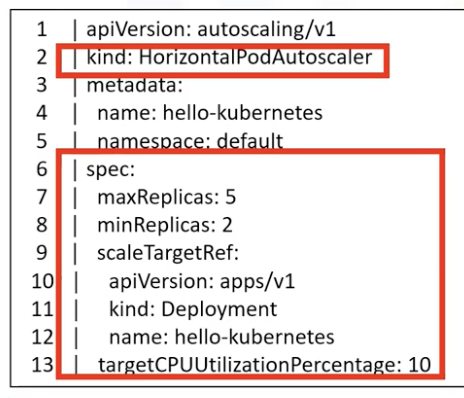 1 | apiVersion: autoscaling/v1
2 | kind: HorizontalPodAutoscaler
3 | metadata:
4 |   name: hello-kubernetes
5 |   namespace: default
6 | spec:
7 |   maxReplicas: 5
8 |   minReplicas: 2
9 |   scaleTargetRef:
10 |     apiVersion: apps/v1
11 |     kind: Deployment
12 |     name: hello-kubernetes
13 |   targetCPUUtilizationPercentage: 10